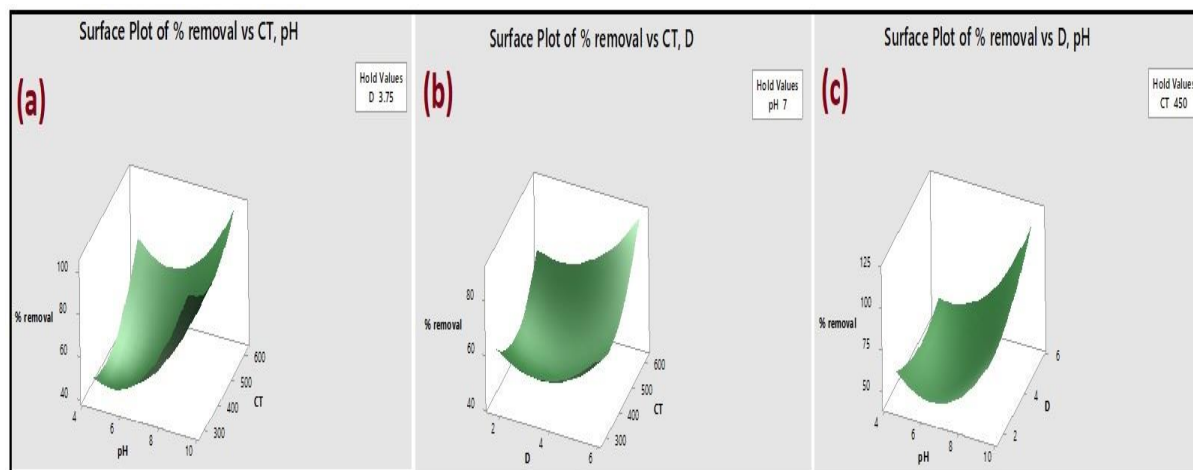 Surface Plot of % removal vs CT, pH
(a)
Hold Values
D 3.75
100
80
% removal
60
40
4
6
8
10
pH
300
400
500
600
CT
Surface Plot of % removal vs CT, D
(b)
Hold Values
pH 7
80
% removal
60
40
2
4
6
D
300
400
500
600
CT
Surface Plot of % removal vs D, pH
(c)
Hold Values
CT 450
125
100
% removal
75
50
4
6
8
10
pH
2
4
6
D